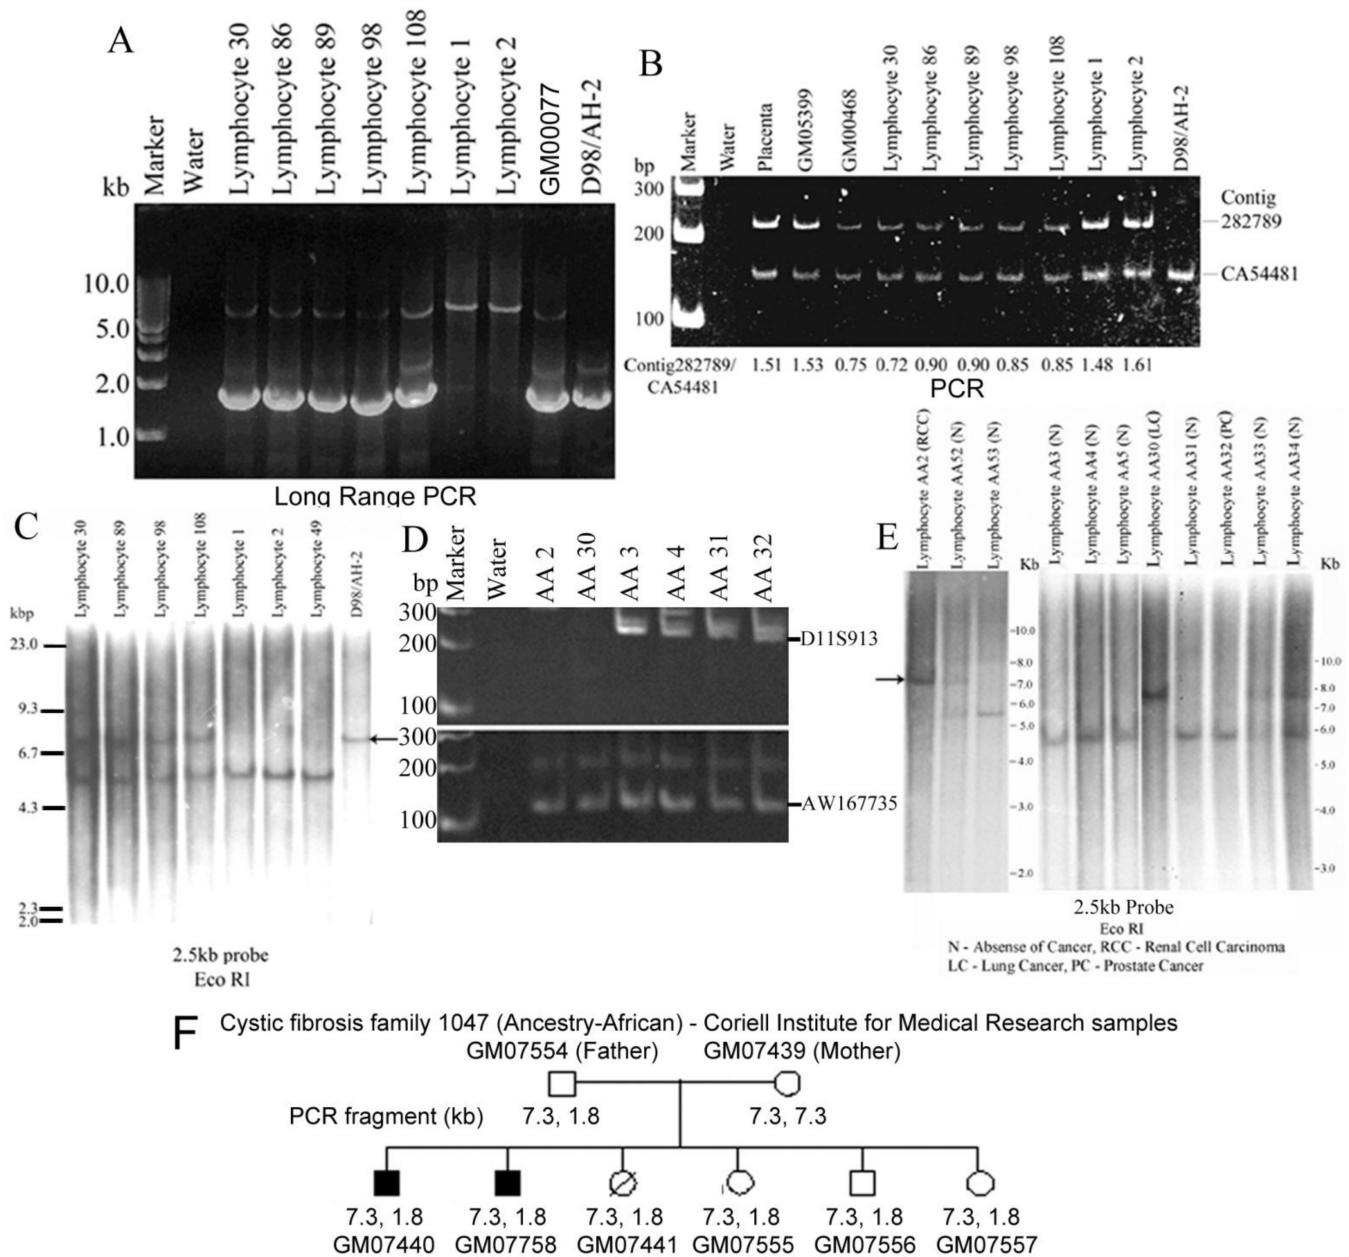 A
Lymphocyte 30
Lymphocyte 86
Lymphocyte 89
Lymphocyte 98
Lymphocyte 108
Lymphocyte 1
Lymphocyte 2
GM00077
D98/AH-2
Marker
Water
kb
10.0
5.0
2.0
1.0
Long Range PCR
B
Marker
Water
Placenta
GM05399
GM00468
Lymphocyte 30
Lymphocyte 86
Lymphocyte 89
Lymphocyte 98
Lymphocyte 108
Lymphocyte 1
Lymphocyte 2
D98/AH-2
bp
300
200
100
Contig
282789
CA54481
Contig282789/ 1.51 1.53 0.75 0.72 0.90 0.90 0.85 0.85 1.48 1.61
CA54481
PCR
C
Lymphocyte 30
Lymphocyte 89
Lymphocyte 98
Lymphocyte 108
Lymphocyte 1
Lymphocyte 2
Lymphocyte 49
D98/AH-2
kbp
23.0
9.3
6.7
4.3
2.3
2.0
2.5kb probe
Eco RI
D
Marker
Water
AA 2
AA 30
AA 3
AA 4
AA 31
AA 32
bp
300
200
100
D11S913
300
200
100
AW167735
E
Lymphocyte AA2 (RCC)
Lymphocyte AA52 (N)
Lymphocyte AA53 (N)
Kb
10.0
8.0
7.0
6.0
5.0
4.0
3.0
2.0
Lymphocyte AA3 (N)
Lymphocyte AA4 (N)
Lymphocyte AA5 (N)
Lymphocyte AA30 (LC)
Lymphocyte AA31 (N)
Lymphocyte AA32 (PC)
Lymphocyte AA33 (N)
Lymphocyte AA34 (N)
Kb
10.0
8.0
7.0
6.0
5.0
4.0
3.0
2.5kb Probe
Eco RI
N - Absense of Cancer, RCC - Renal Cell Carcinoma
LC - Lung Cancer, PC - Prostate Cancer
F
Cystic fibrosis family 1047 (Ancestry-African) - Coriell Institute for Medical Research samples
GM07554 (Father) GM07439 (Mother)
PCR fragment (kb) 7.3, 1.8 7.3, 7.3
7.3, 1.8 7.3, 1.8 7.3, 1.8 7.3, 1.8 7.3, 1.8 7.3, 1.8
GM07440 GM07758 GM07441 GM07555 GM07556 GM07557